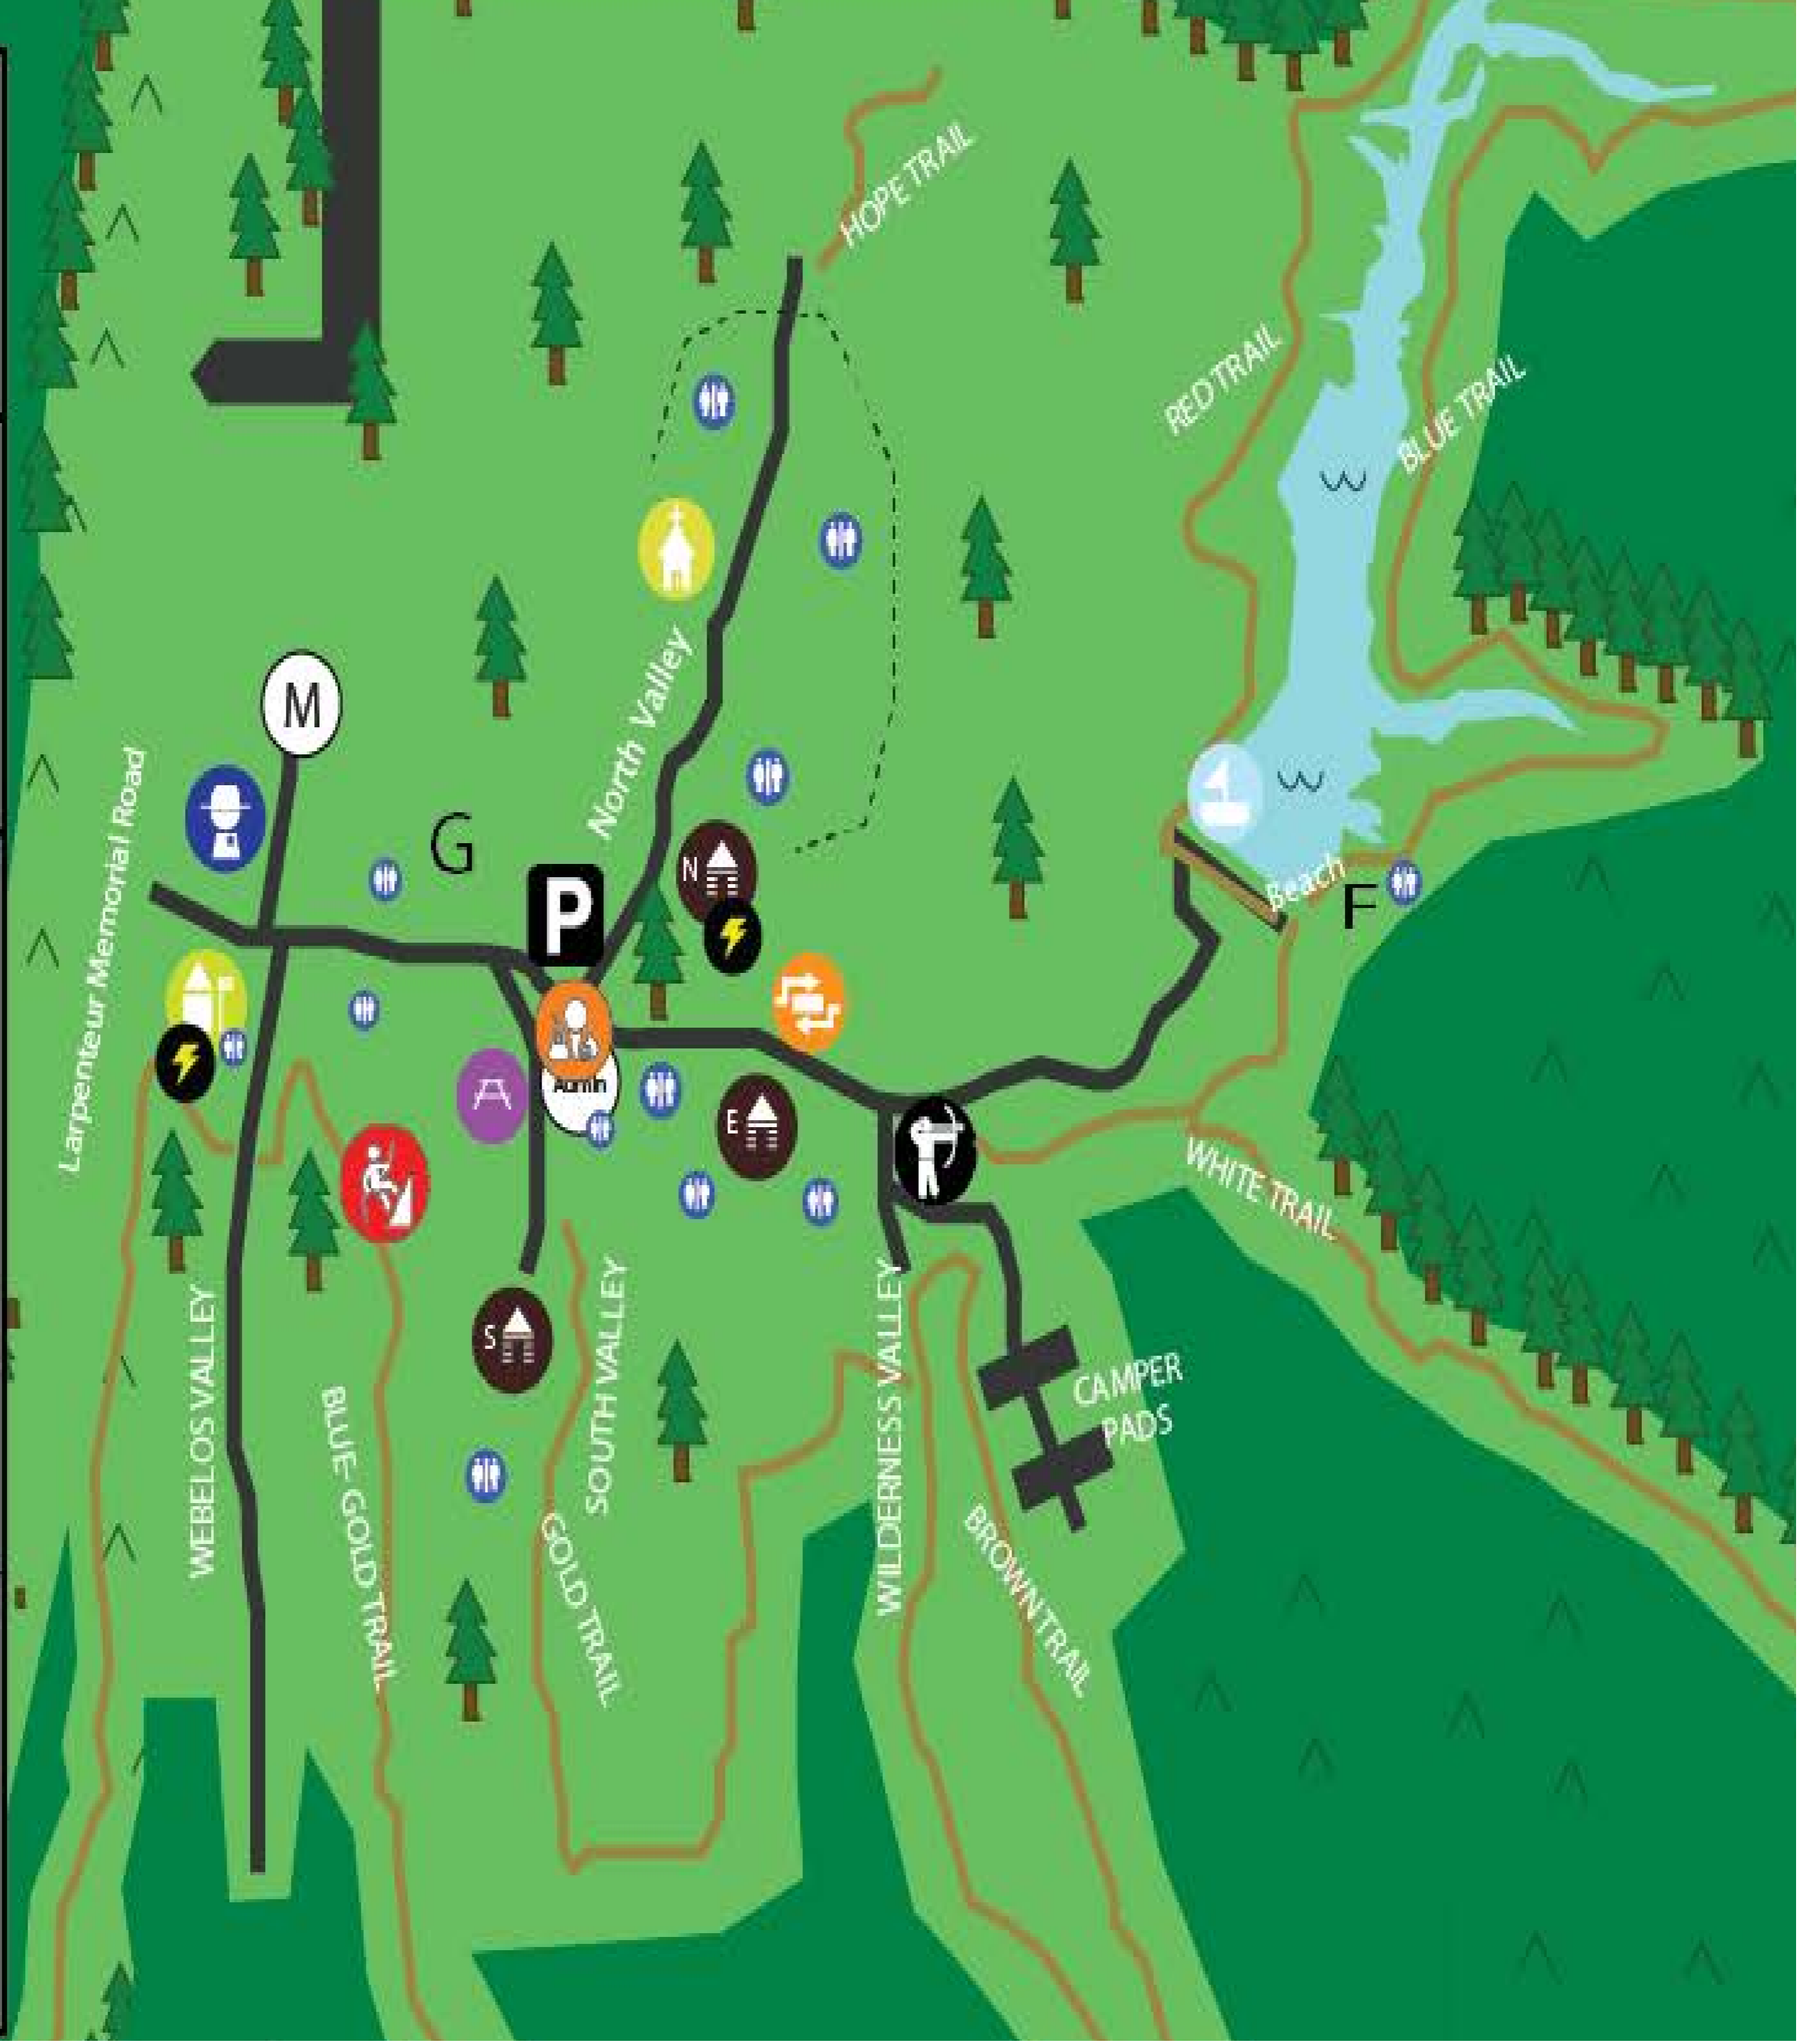 HOPE TRAIL
RED TRAIL
BLUE TRAIL
North Valley
M
Larpenteur Memorial Road
G
P
N
Beach
F
Admin
E
WHITE TRAIL
S
WEBELOS VALLEY
BLUE-GOLD TRAIL
SOUTH VALLEY
GOLD TRAIL
WILDERNESS VALLEY
CAMPER
PADS
BROWN TRAIL